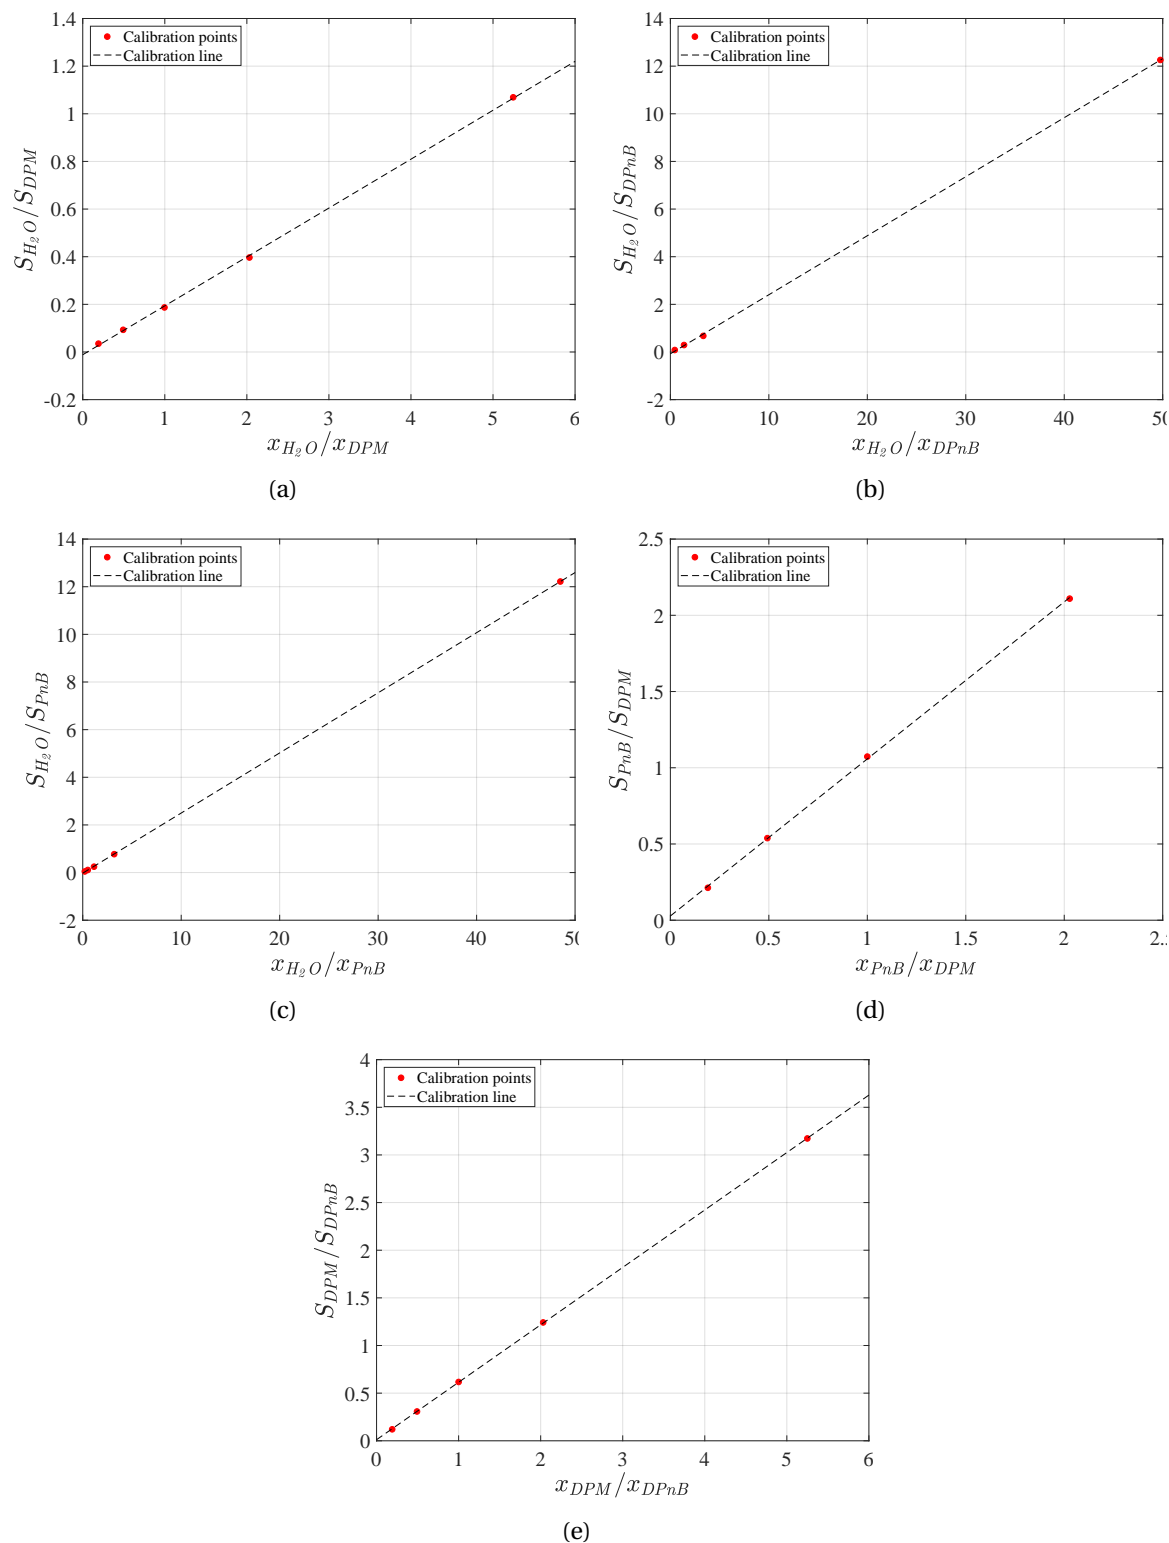 1.4
1.2
1
0.8
0.6
0.4
0.2
0
-0.2
0 1 2 3 4 5 6
Calibration points
Calibration line
S_{H_2O}/S_{DPM}
x_{H_2O}/x_{DPM}
(a)
14
12
10
8
6
4
2
0
-2
0 10 20 30 40 50
Calibration points
Calibration line
S_{H_2O}/S_{DPnB}
x_{H_2O}/x_{DPnB}
(b)
14
12
10
8
6
4
2
0
-2
0 10 20 30 40 50
Calibration points
Calibration line
S_{H_2O}/S_{PnB}
x_{H_2O}/x_{PnB}
(c)
2.5
2
1.5
1
0.5
0
0 0.5 1 1.5 2 2.5
Calibration points
Calibration line
S_{PnB}/S_{DPM}
x_{PnB}/x_{DPM}
(d)
4
3.5
3
2.5
2
1.5
1
0.5
0
0 1 2 3 4 5 6
Calibration points
Calibration line
S_{DPM}/S_{DPnB}
x_{DPM}/x_{DPnB}
(e)